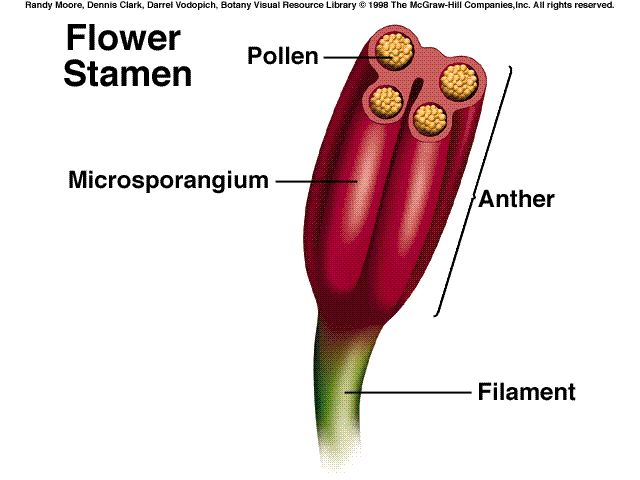 Randy Moore, Dennis Clark, Darrel Vodopich, Botany Visual Resource Library © 1998 The McGraw-Hill Companies,Inc. All rights reserved.
Flower
Stamen
Pollen
Microsporangium
Anther
Filament